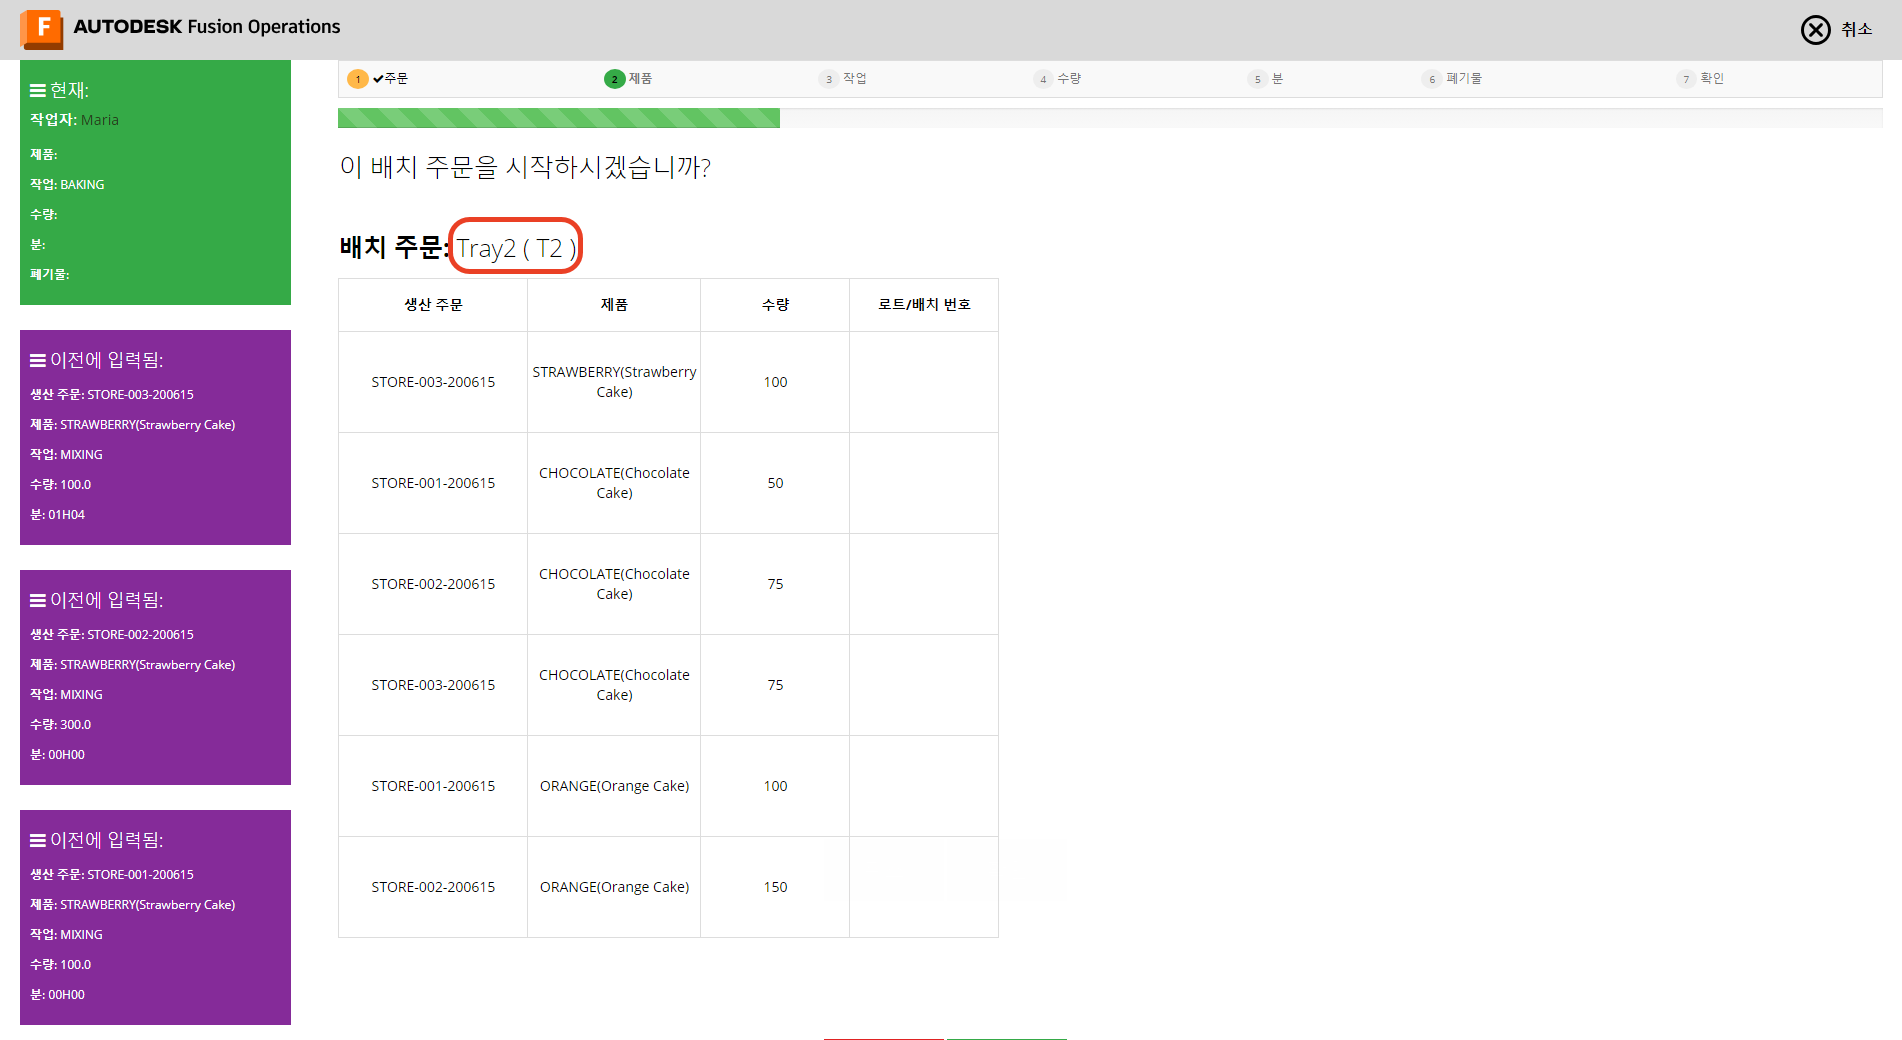 F AUTODESK Fusion Operations
취소
현재:
작업자: Maria
제품:
작업: BAKING
수량:
분:
폐기물:
이전에 입력됨:
생산 주문: STORE-003-200615
제품: STRAWBERRY(Strawberry Cake)
작업: MIXING
수량: 100.0
분: 01H04
이전에 입력됨:
생산 주문: STORE-002-200615
제품: STRAWBERRY(Strawberry Cake)
작업: MIXING
수량: 300.0
분: 00H00
이전에 입력됨:
생산 주문: STORE-001-200615
제품: STRAWBERRY(Strawberry Cake)
작업: MIXING
수량: 100.0
분: 00H00
1 주문 2 제품 3 작업 4 수량 5 분 6 폐기물 7 확인
이 배치 주문을 시작하시겠습니까?
배치 주문: Tray2 ( T2 )
생산 주문 제품 수량 로트/배치 번호
STORE-003-200615 STRAWBERRY(Strawberry 100
Cake)
STORE-001-200615 CHOCOLATE(Chocolate 50
Cake)
STORE-002-200615 CHOCOLATE(Chocolate 75
Cake)
STORE-003-200615 CHOCOLATE(Chocolate 75
Cake)
STORE-001-200615 ORANGE(Orange Cake) 100
STORE-002-200615 ORANGE(Orange Cake) 150